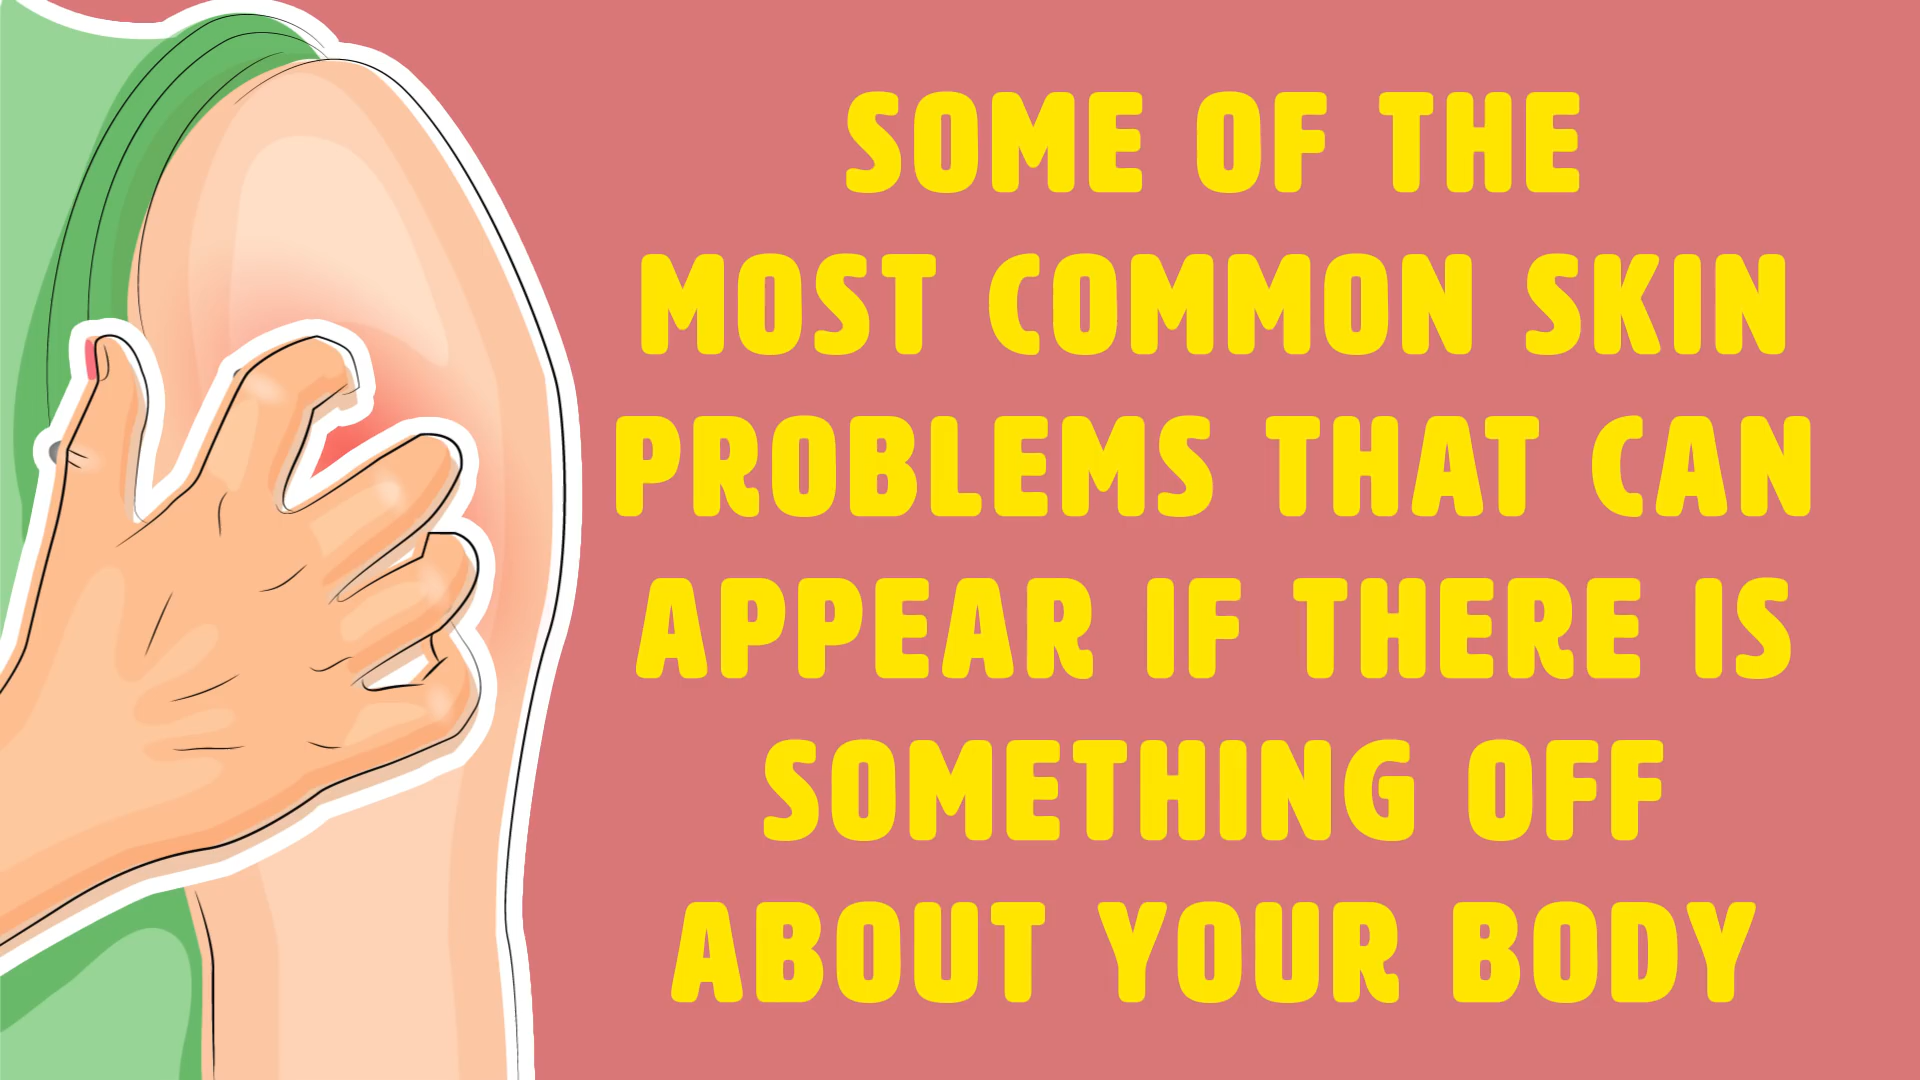 SOME OF THE
MOST COMMON SKIN
PROBLEMS THAT CAN
APPEAR IF THERE IS
SOMETHING OFF
ABOUT YOUR BODY